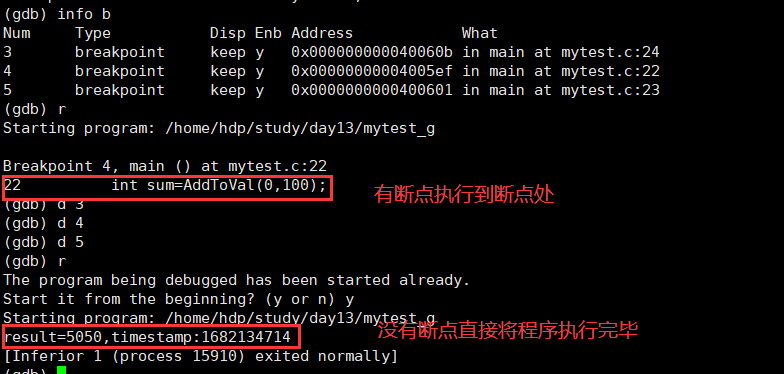 (gdb) info b
Num     Type           Disp Enb Address            What
3       breakpoint     keep y   0x000000000040060b in main at mytest.c:24
4       breakpoint     keep y   0x00000000004005ef in main at mytest.c:22
5       breakpoint     keep y   0x0000000000400601 in main at mytest.c:23
(gdb) r
Starting program: /home/hdp/study/day13/mytest_g
Breakpoint 4, main () at mytest.c:22
22          int sum=AddToVal(0,100);
有断点执行到断点处
(gdb) d 3
(gdb) d 4
(gdb) d 5
(gdb) r
The program being debugged has been started already.
Start it from the beginning? (y or n) y
Starting program: /home/hdp/study/day13/mytest_g
没有断点直接将程序执行完毕
result=5050,timestamp:1682134714
[Inferior 1 (process 15910) exited normally]
(gdb)